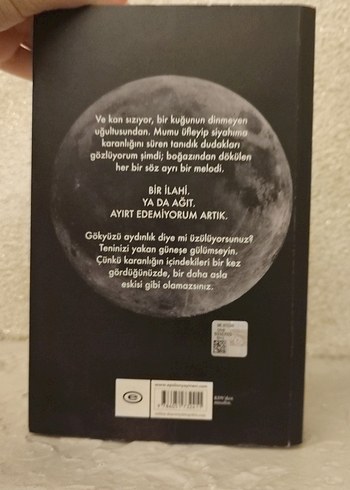 Ve kan sızıyor, bir kuğunun dinmeyen
uğultusundan. Mumu üfleyip siyahıma
karanlığını süren tanıdık dudakları
gözlüyorum şimdi; boğazından dökülen
her bir söz ayrı bir melodi.
BİR İLAHİ.
YA DA AĞIT.
AYIRT EDEMİYORUM ARTIK.
Gökyüzü aydınlık diye mi üzülüyorsunuz?
Teninizi yakan güneşe gülümseyin.
Çünkü karanlığın içindekileri bir kez
gördüğünüzde, bir daha asla
eskisi gibi olamazsınız.